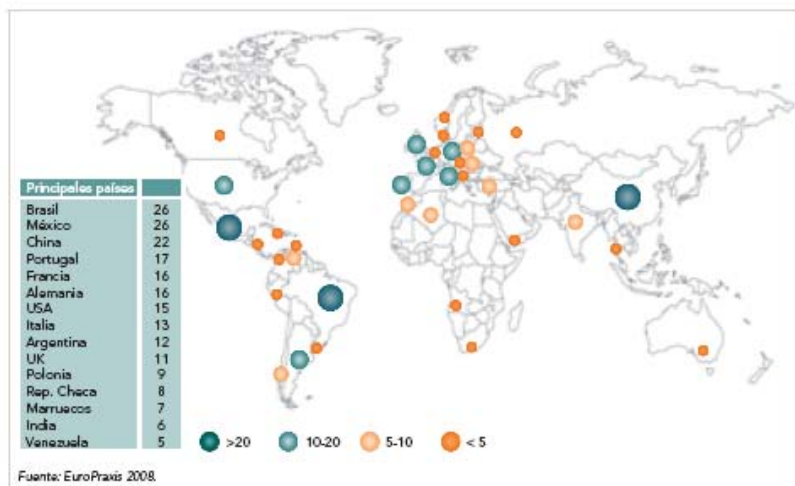 Principales países
Brasil 26
México 26
China 22
Portugal 17
Francia 16
Alemania 16
USA 15
Italia 13
Argentina 12
UK 11
Polonia 9
Rep. Checa 8
Marruecos 7
India 6
Venezuela 5
>20 10-20 5-10 < 5
Fuente: EuroPraxis 2008.